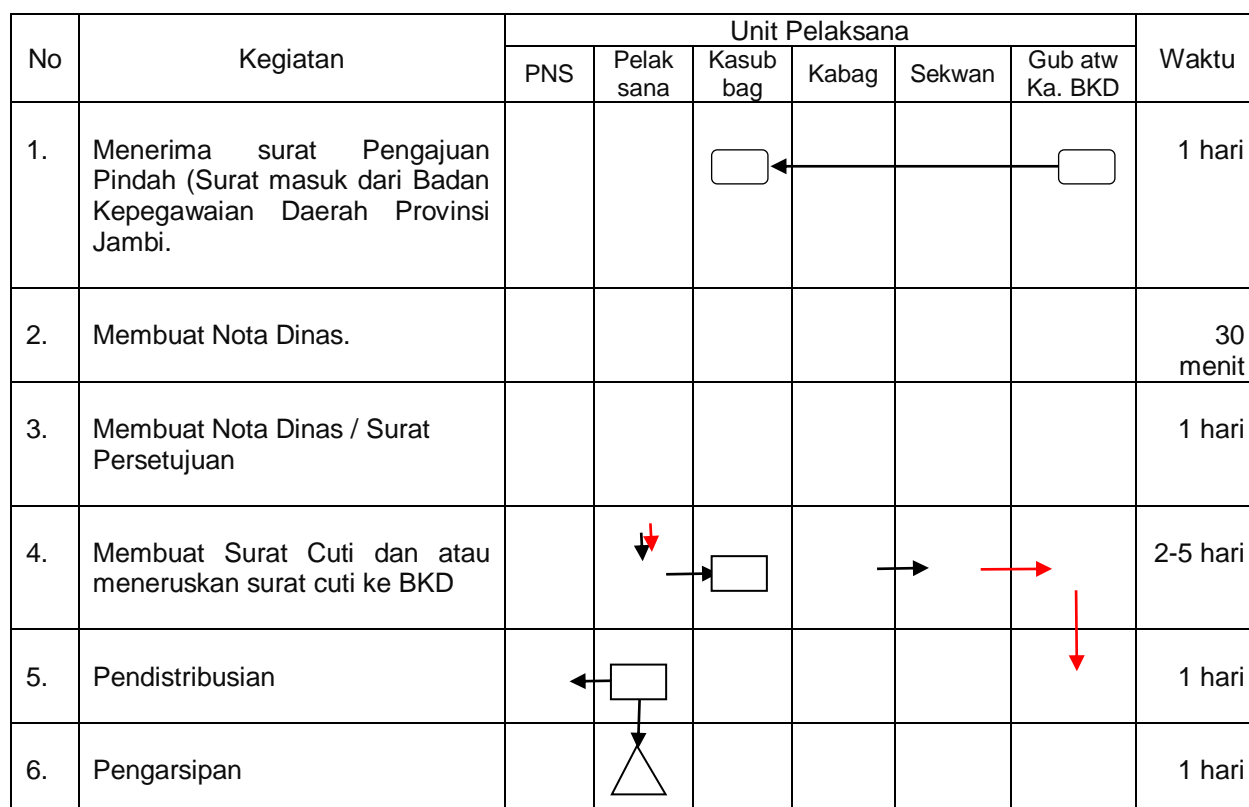 No
Kegiatan
Unit Pelaksana
Waktu
PNS
Pelak
sana
Kasub
bag
Kabag
Sekwan
Gub atw
Ka. BKD
1.
Menerima surat Pengajuan
Pindah (Surat masuk dari Badan
Kepegawaian Daerah Provinsi
Jambi.
1 hari
2.
Membuat Nota Dinas.
30
menit
3.
Membuat Nota Dinas / Surat
Persetujuan
1 hari
4.
Membuat Surat Cuti dan atau
meneruskan surat cuti ke BKD
2-5 hari
5.
Pendistribusian
1 hari
6.
Pengarsipan
1 hari